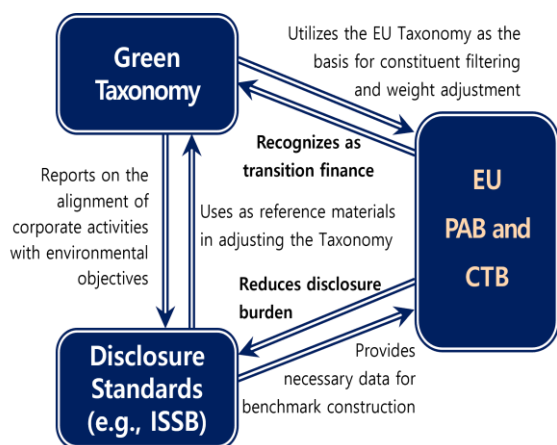 Green
Taxonomy
Utilizes the EU Taxonomy as the
basis for constituent filtering
and weight adjustment
Recognizes as
transition finance
EU
PAB and
CTB
Reports on the
alignment of
corporate activities
with environmental
objectives
Uses as reference materials
in adjusting the Taxonomy
Reduces disclosure
burden
Disclosure
Standards
(e.g., ISSB)
Provides
necessary data for
benchmark construction